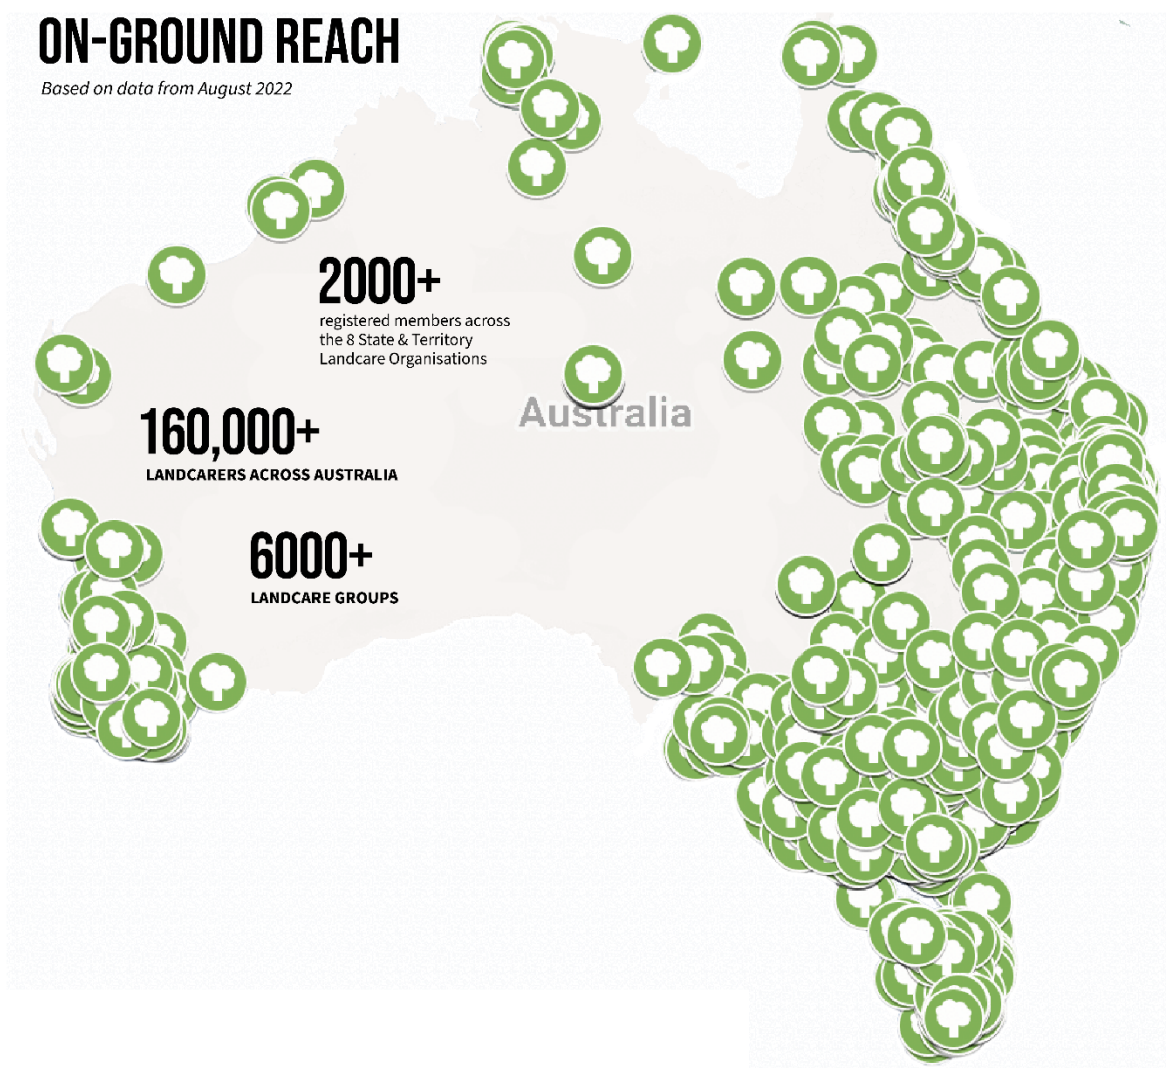 ON-GROUND REACH
Based on data from August 2022
2000+
registered members across
the 8 State & Territory
Landcare Organisations
Australia
160,000+
LANDCARERS ACROSS AUSTRALIA
6000+
LANDCARE GROUPS